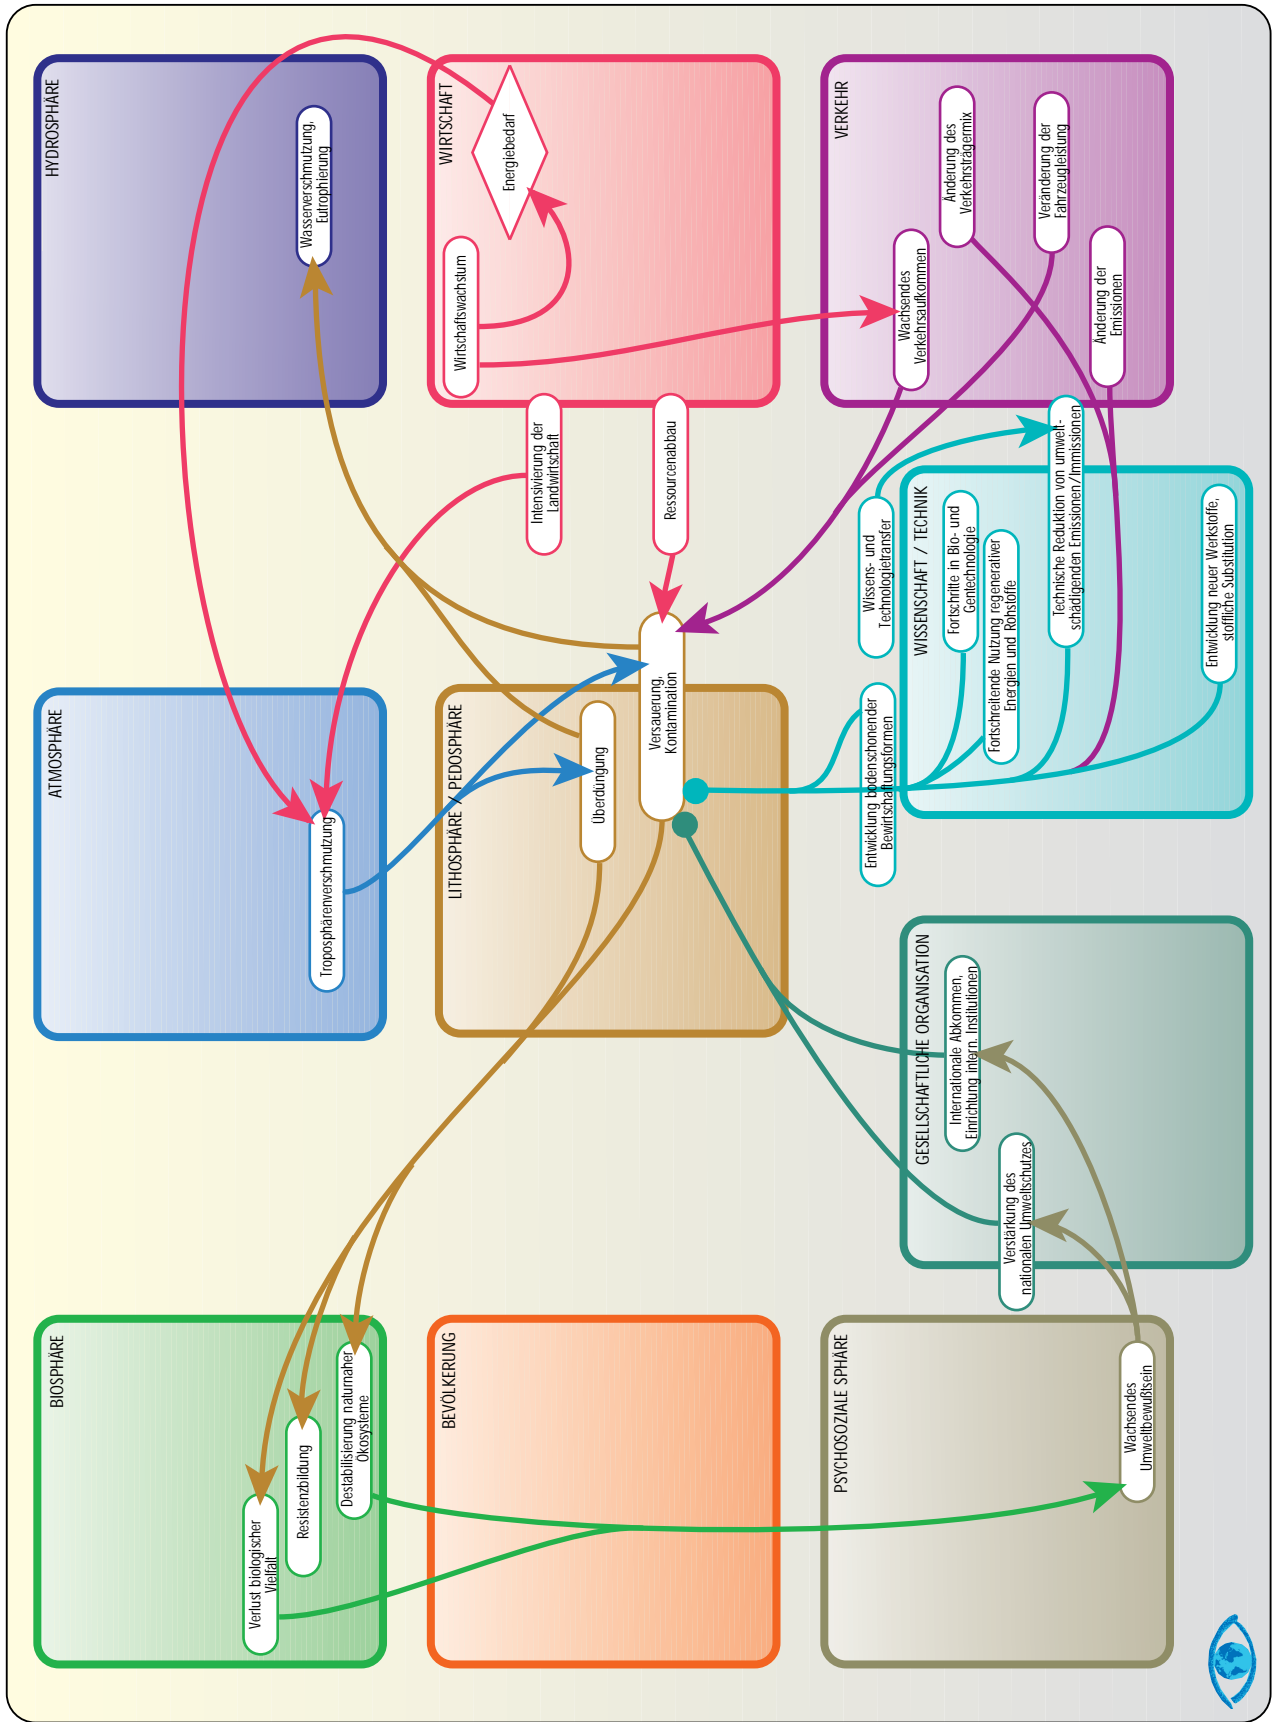 BIOSPHÄRE
Verlust biologischer
Vielfalt
Resistenzbildung
Destabilisierung naturnaher
Ökosysteme
ATMOSPHÄRE
Troposphärenverschmutzung
HYDROSPHÄRE
Wasserverschmutzung,
Eutrophierung
BEVÖLKERUNG
LITHOSPHÄRE / PEDOSPHÄRE
Überdüngung
Versauerung,
Kontamination
WIRTSCHAFT
Wirtschaftswachstum
Energiebedarf
Intensivierung der
Landwirtschaft
Ressourcenabbau
PSYCHOSOZIALE SPHÄRE
Wachsendes
Umweltbewußtsein
GESELLSCHAFTLICHE ORGANISATION
Internationale Abkommen,
Einrichtung intern. Institutionen
Verstärkung des
nationalen Umweltschutzes
WISSENSCHAFT / TECHNIK
Entwicklung bodenschonender
Bewirtschaftungsformen
Wissens- und
Technologietransfer
Fortschritte in Bio- und
Gentechnologie
Fortschreitende Nutzung regenerativer
Energien und Rohstoffe
Technische Reduktion von umwelt-
schädigenden Emissionen/Immissionen
Entwicklung neuer Werkstoffe,
stoffliche Substitution
VERKEHR
Wachsendes
Verkehrsaufkommen
Änderung des
Verkehrsträgermix
Veränderung der
Fahrzeugleistung
Änderung der
Emissionen